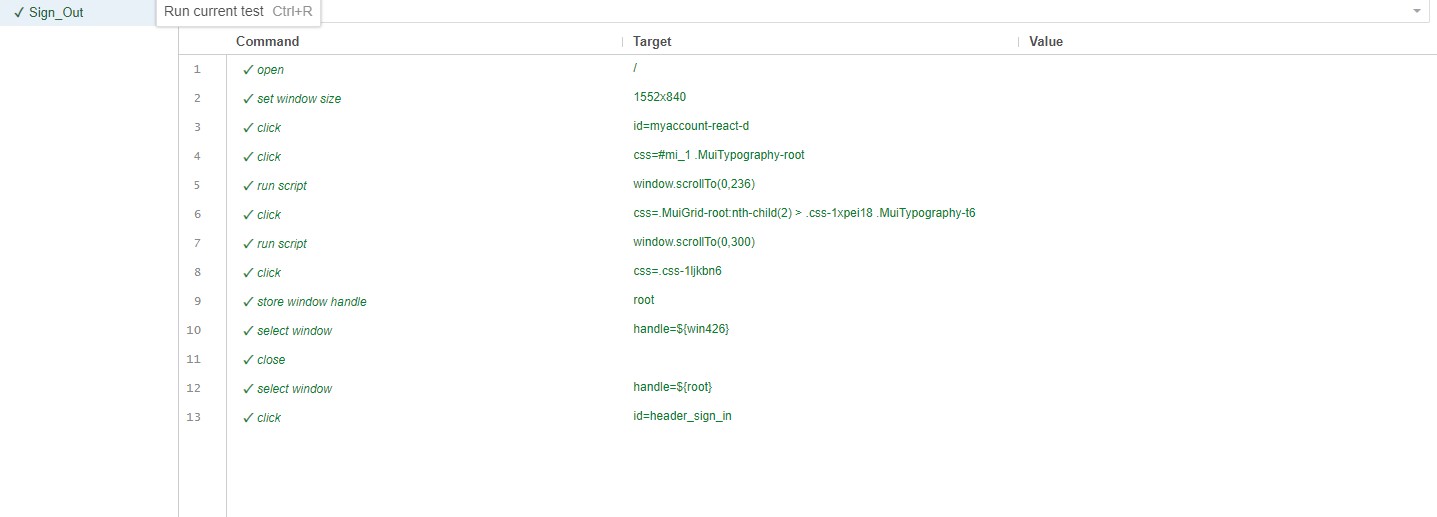 ✓ Sign_Out
Run current test Ctrl+R
Command Target Value
1 ✓ open /
2 ✓ set window size 1552x840
3 ✓ click id=myaccount-react-d
4 ✓ click css=#mi_1 .MuiTypography-root
5 ✓ run script window.scrollTo(0,236)
6 ✓ click css=.MuiGrid-root:nth-child(2) > .css-1xpei18 .MuiTypography-t6
7 ✓ run script window.scrollTo(0,300)
8 ✓ click css=.css-1ljkbn6
9 ✓ store window handle root
10 ✓ select window handle=${win426}
11 ✓ close
12 ✓ select window handle=${root}
13 ✓ click id=header_sign_in